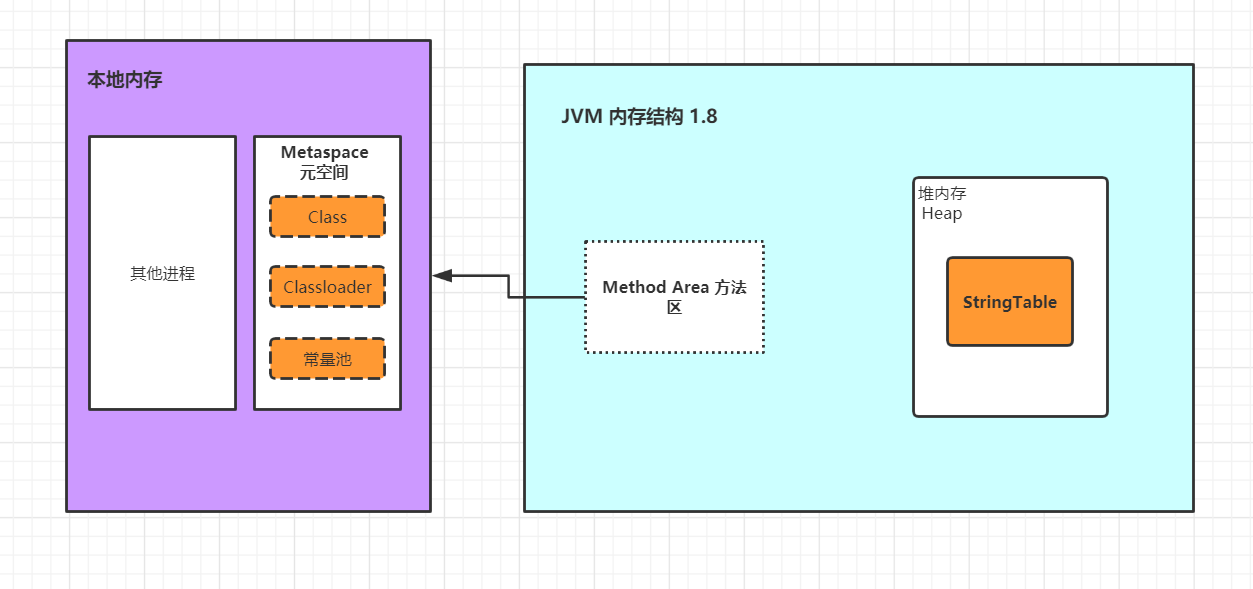 本地内存
其他进程
Metaspace
元空间
Class
Classloader
常量池
JVM 内存结构 1.8
Method Area 方法
区
堆内存
Heap
StringTable